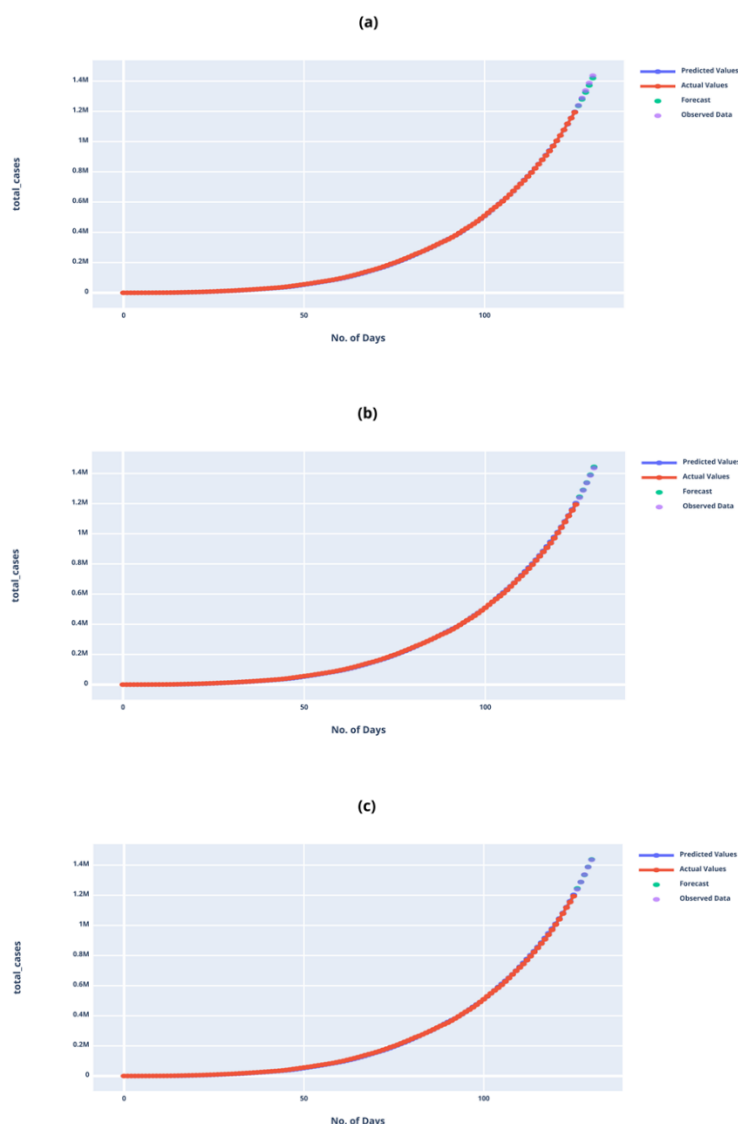 (a)
1.4M
1.2M
1M
0.8M
0.6M
0.4M
0.2M
0
total_cases
0 50 100
No. of Days
Predicted Values
Actual Values
Forecast
Observed Data
(b)
1.4M
1.2M
1M
0.8M
0.6M
0.4M
0.2M
0
total_cases
0 50 100
No. of Days
Predicted Values
Actual Values
Forecast
Observed Data
(c)
1.4M
1.2M
1M
0.8M
0.6M
0.4M
0.2M
0
total_cases
0 50 100
No. of Days
Predicted Values
Actual Values
Forecast
Observed Data